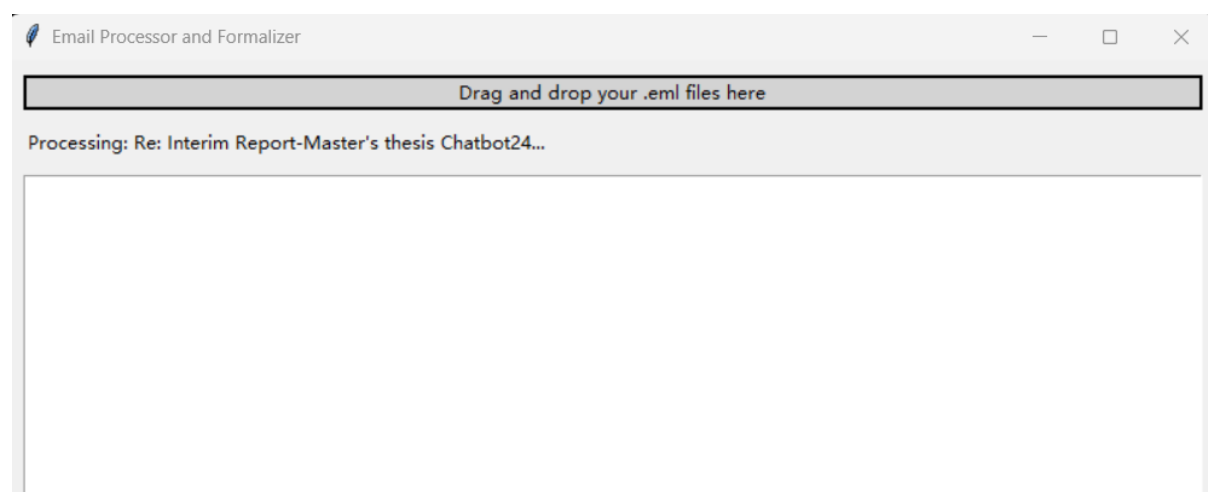 Email Processor and Formalizer
Drag and drop your .eml files here
Processing: Re: Interim Report-Master's thesis Chatbot24...